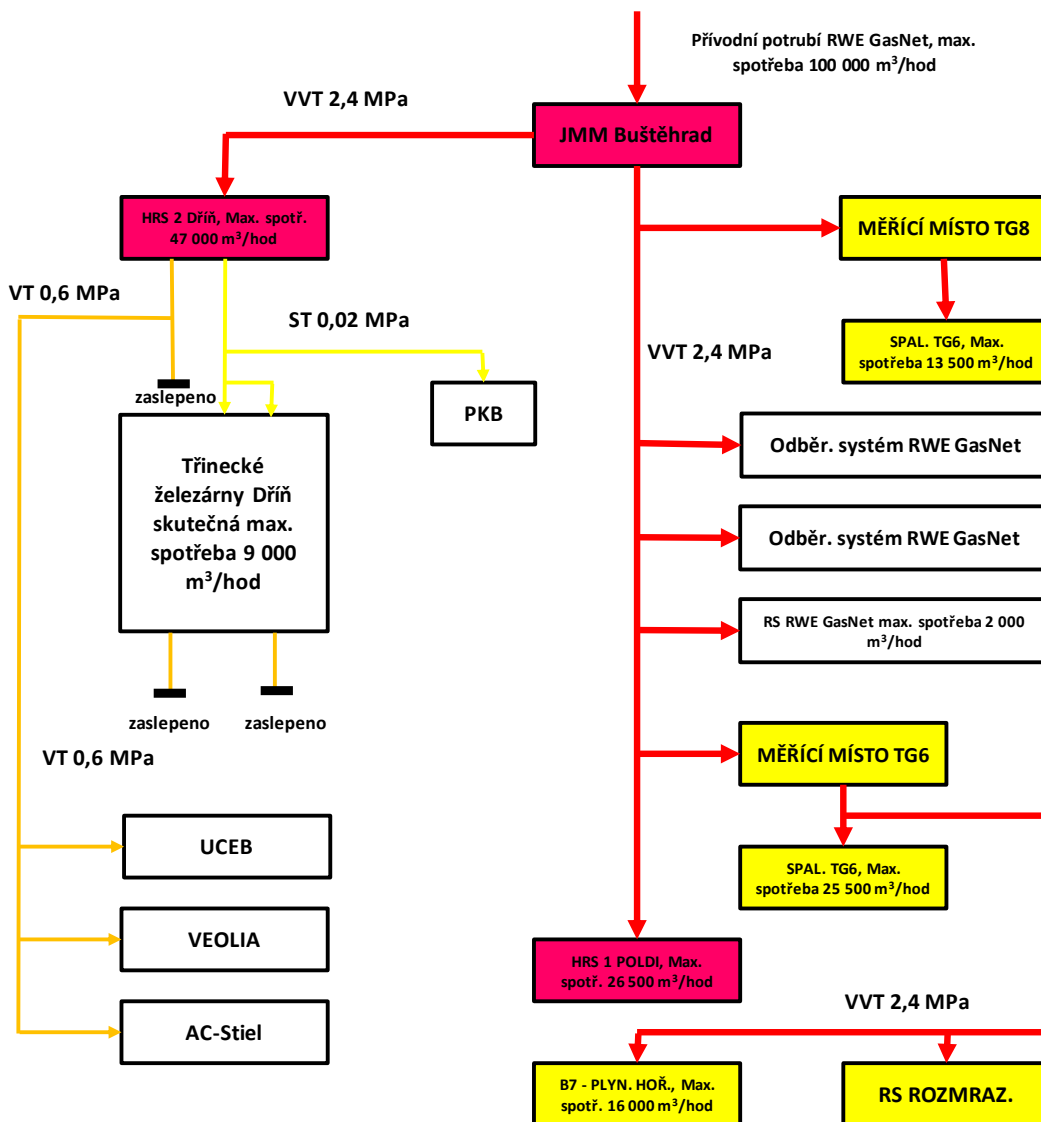 Přívodní potrubí RWE GasNet, max.
spotřeba 100 000 m³/hod
VVT 2,4 MPa
JMM Buštěhrad
HRS 2 Dříň, Max. spotř.
47 000 m³/hod
MĚŘÍCÍ MÍSTO TG8
VT 0,6 MPa
ST 0,02 MPa
VVT 2,4 MPa
SPAL. TG6, Max.
spotřeba 13 500 m³/hod
zaslepeno
PKB
Odběr. systém RWE GasNet
Třinecké
železárny Dříň
skutečná max.
spotřeba 9 000
m³/hod
Odběr. systém RWE GasNet
RS RWE GasNet max. spotřeba 2 000
m³/hod
zaslepeno
zaslepeno
VT 0,6 MPa
MĚŘÍCÍ MÍSTO TG6
UCEB
SPAL. TG6, Max.
spotřeba 25 500 m³/hod
VEOLIA
HRS 1 POLDI, Max.
spotř. 26 500 m³/hod
VVT 2,4 MPa
AC-Stiel
B7 - PLYN. HOŘ., Max.
spotř. 16 000 m³/hod
RS ROZMRAZ.